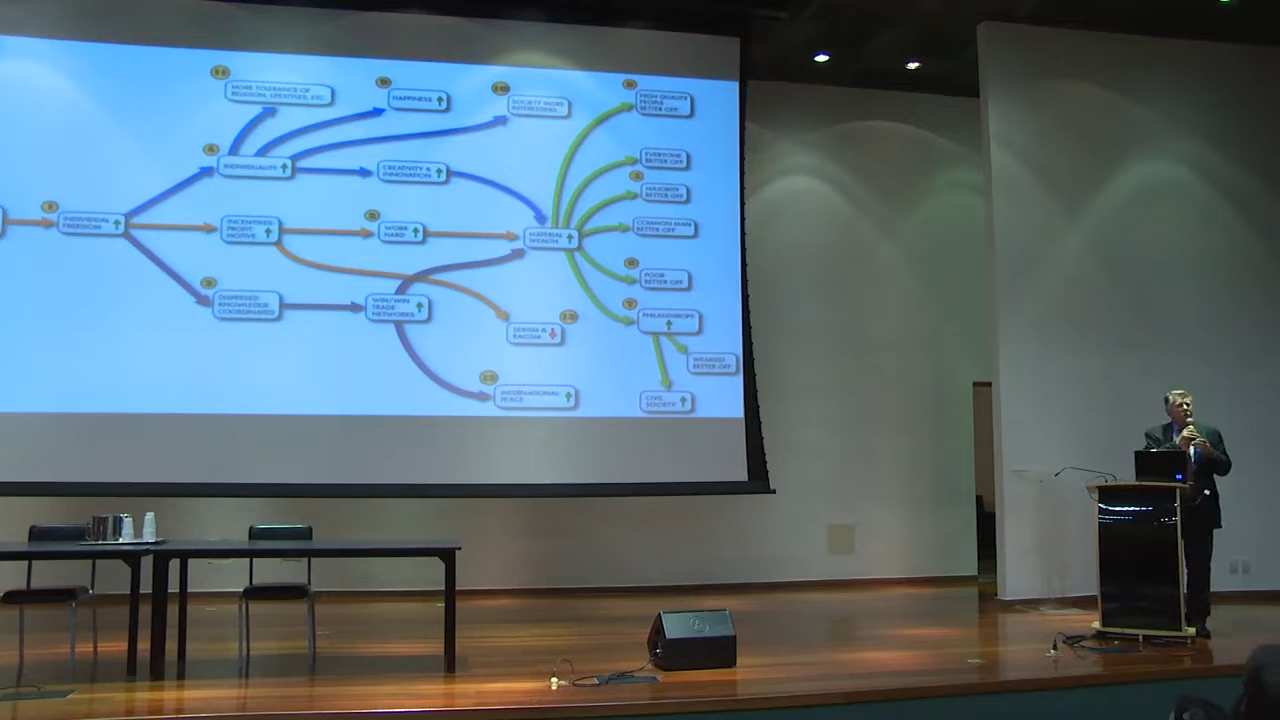 MORE TOLERANCE OF
RELIGION, LIFESTYLES, ETC.
HAPPINESS
SOCIETY MORE
INTERESTING
INDIVIDUALITY
CREATIVITY &
INNOVATION
INDIVIDUAL
FREEDOM
INCENTIVES:
PROFIT
MOTIVE
WORK
HARD
MATERIAL
WEALTH
DISPERSED
KNOWLEDGE
COORDINATED
WIN/WIN
TRADE
NETWORKS
SEXISM &
RACISM
INTERNATIONAL
PEACE
HIGH QUALITY
PEOPLE
BETTER OFF
EVERYONE
BETTER OFF
MAJORITY
BETTER OFF
COMMON MAN
BETTER OFF
POOR
BETTER OFF
PHILANTHROPY
WEAKEST
BETTER OFF
CIVIL
SOCIETY